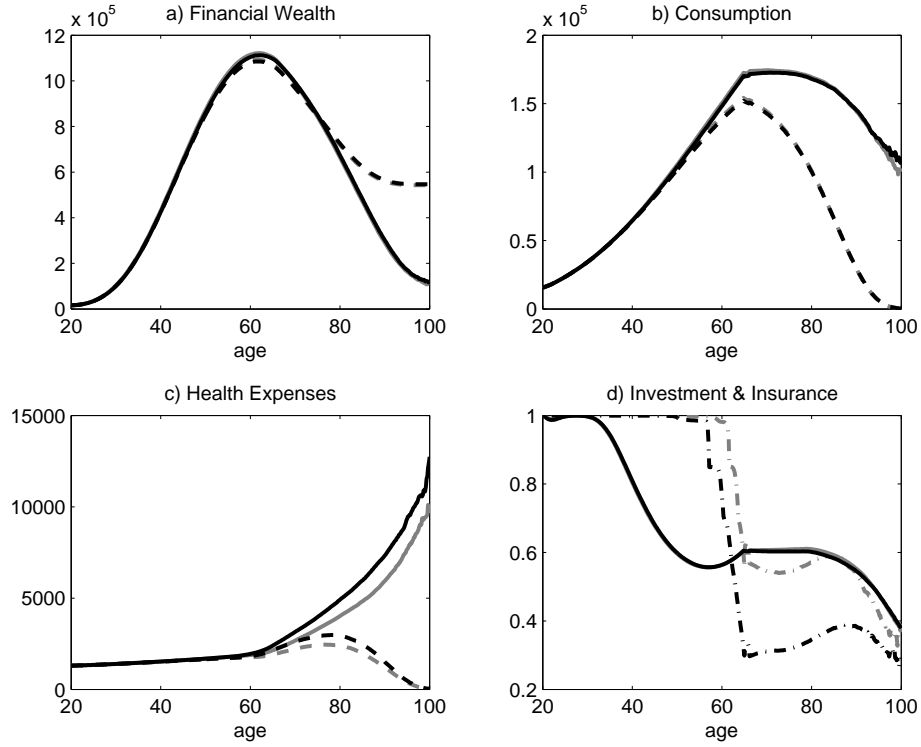 a) Financial Wealth
x 10^5
12
10
8
6
4
2
0
20 40 60 80 100
age
b) Consumption
x 10^5
2
1.5
1
0.5
0
20 40 60 80 100
age
c) Health Expenses
15000
10000
5000
0
20 40 60 80 100
age
d) Investment & Insurance
1
0.8
0.6
0.4
0.2
20 40 60 80 100
age